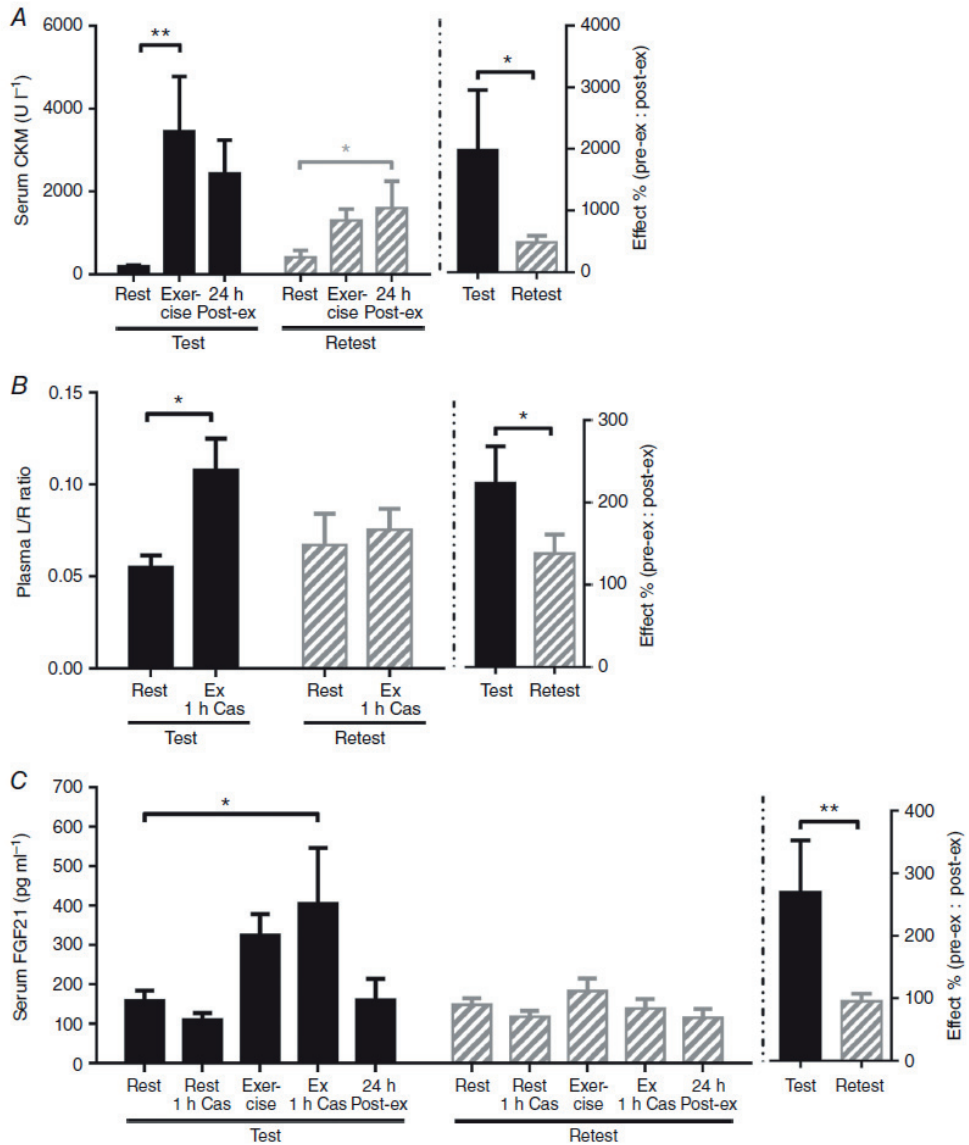 A
6000
4000
2000
0
Serum CKM (U l⁻¹)
**
*
Rest Exer- 24 h
cise Post-ex
Test
Rest Exer- 24 h
cise Post-ex
Retest
*
4000
3000
2000
1000
0
Effect % (pre-ex : post-ex)
Test Retest
B
0.15
0.10
0.05
0.00
Plasma L/R ratio
*
Rest Ex
1 h Cas
Test
Rest Ex
1 h Cas
Retest
*
300
200
100
0
Effect % (pre-ex : post-ex)
Test Retest
C
700
600
500
400
300
200
100
0
Serum FGF21 (pg ml⁻¹)
*
Rest Rest Exer- Ex 24 h
1 h Cas cise 1 h Cas Post-ex
Test
Rest Rest Exer- Ex 24 h
1 h Cas cise 1 h Cas Post-ex
Retest
**
400
300
200
100
0
Effect % (pre-ex : post-ex)
Test Retest